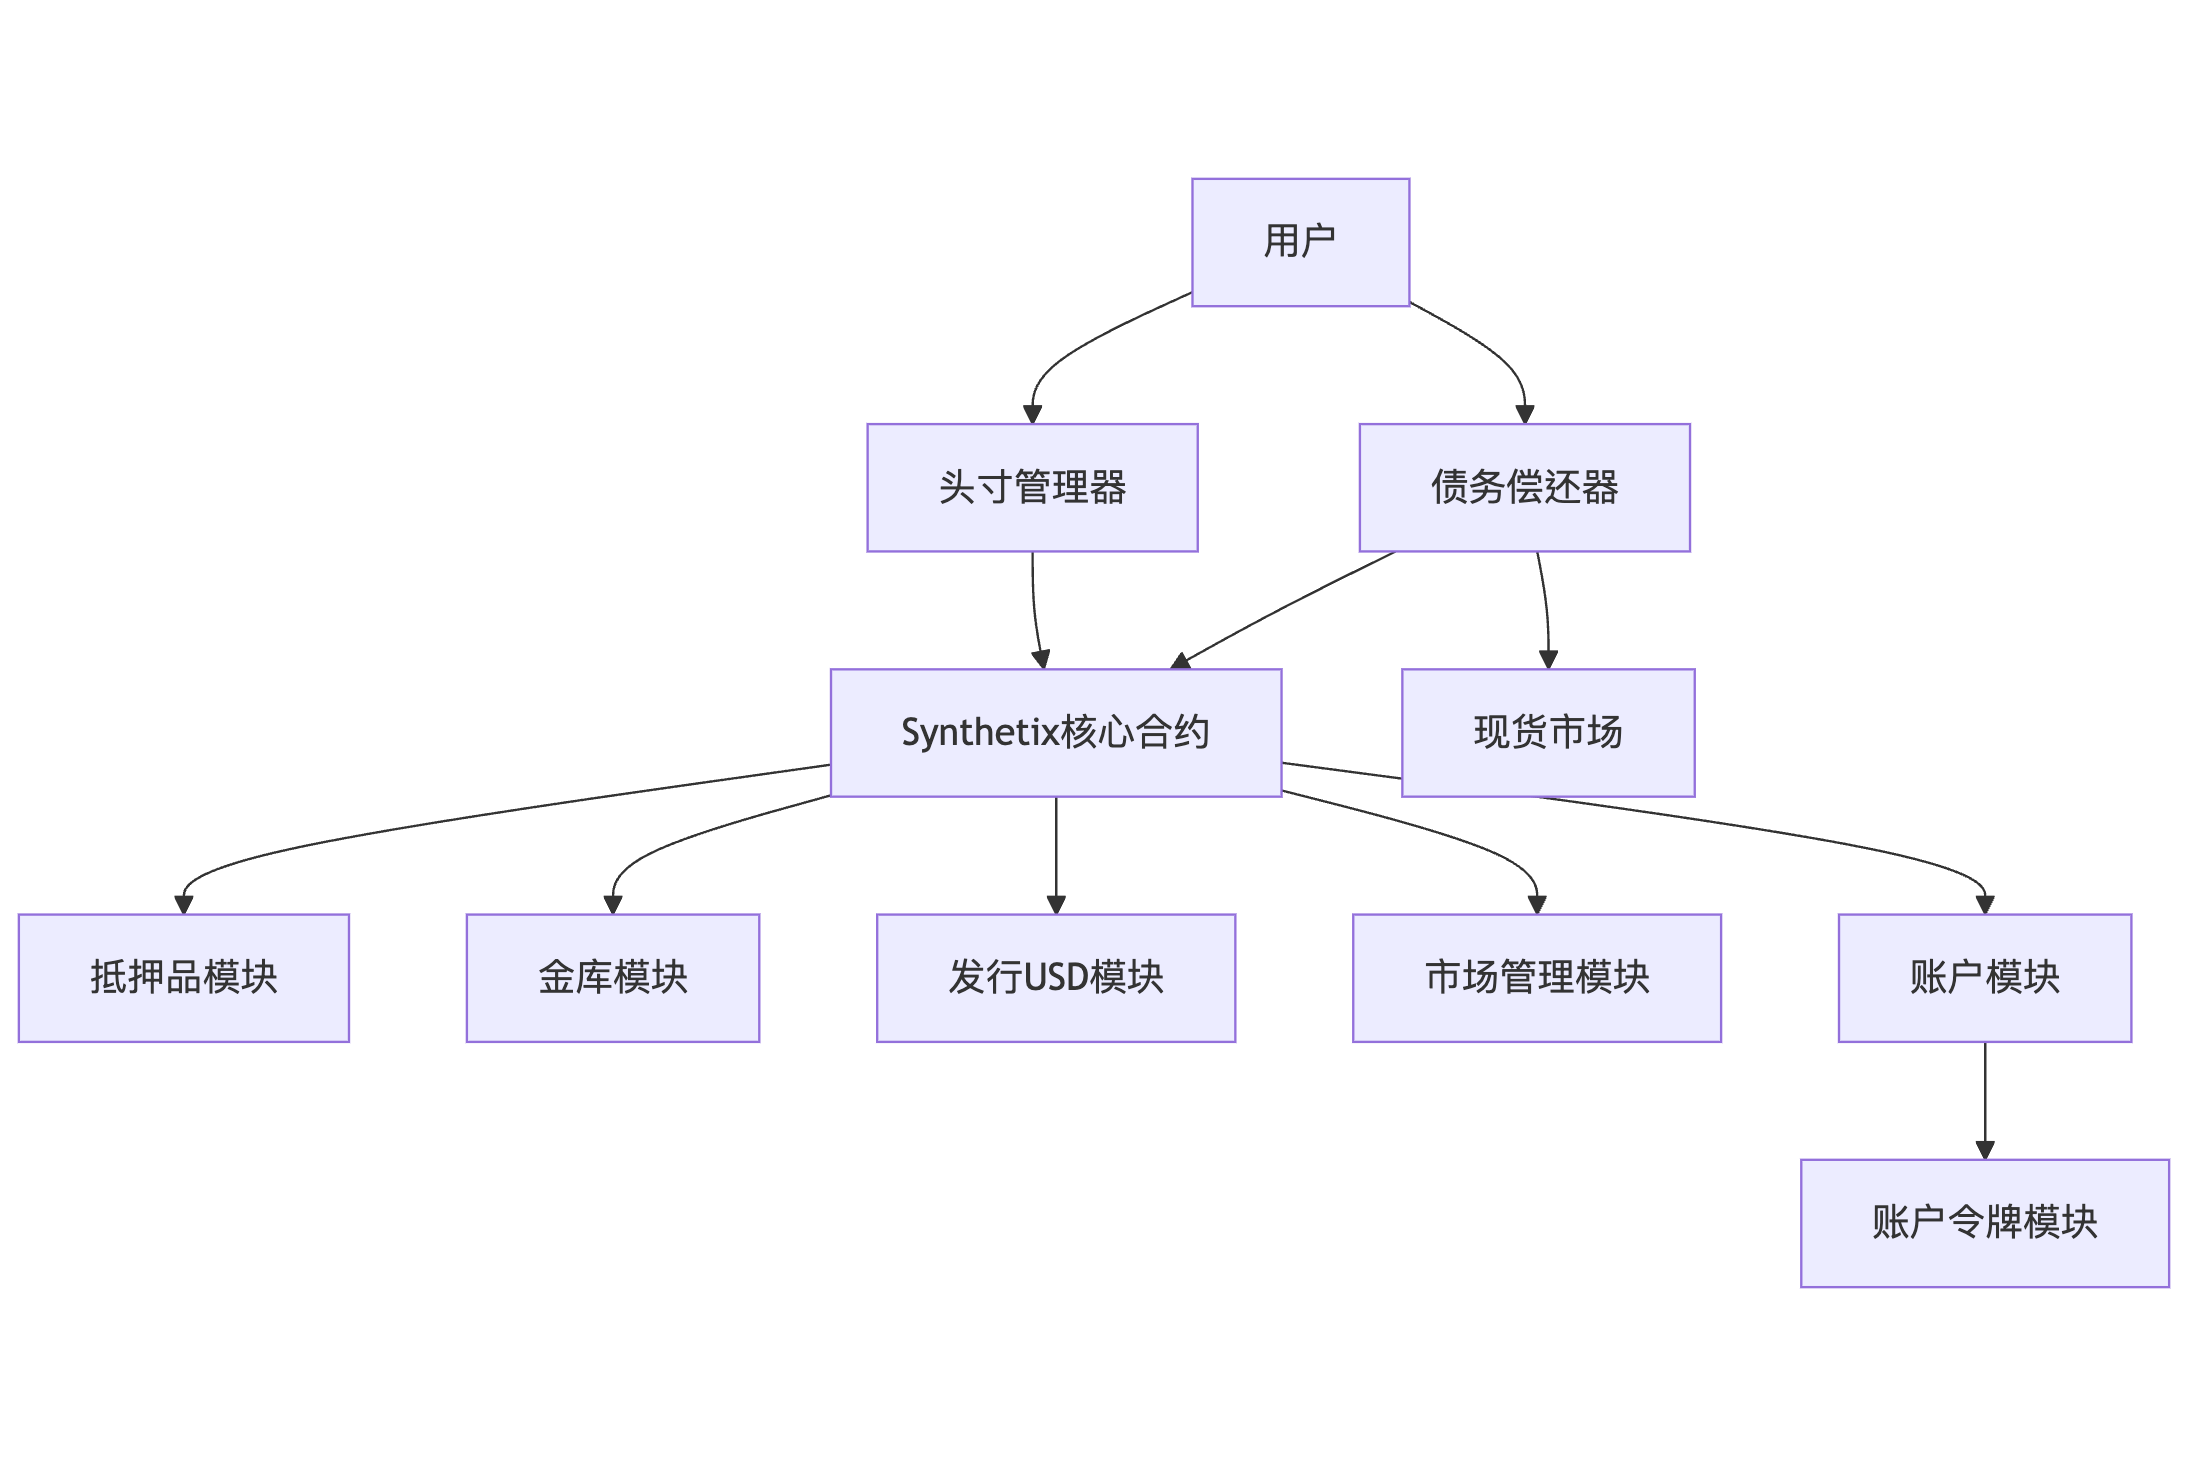 用户
头寸管理器
债务偿还器
Synthetix核心合约
现货市场
抵押品模块
金库模块
发行USD模块
市场管理模块
账户模块
账户令牌模块